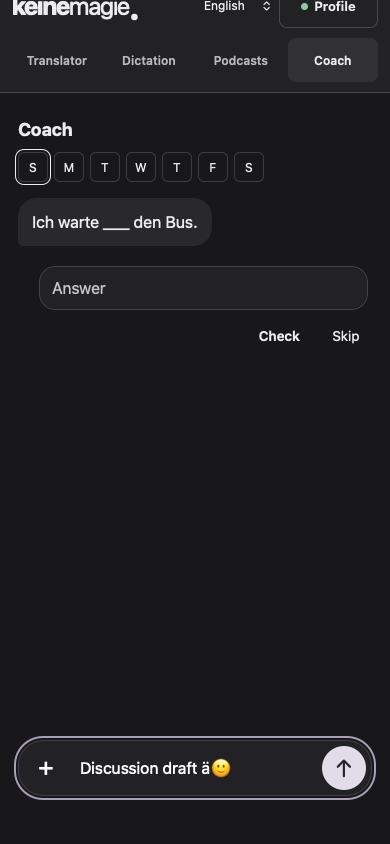 keinemagie.
English
Profile
Translator Dictation Podcasts Coach
Coach
S M T W T F S
Ich warte ___ den Bus.
Answer
Check Skip
Discussion draft ä🙂